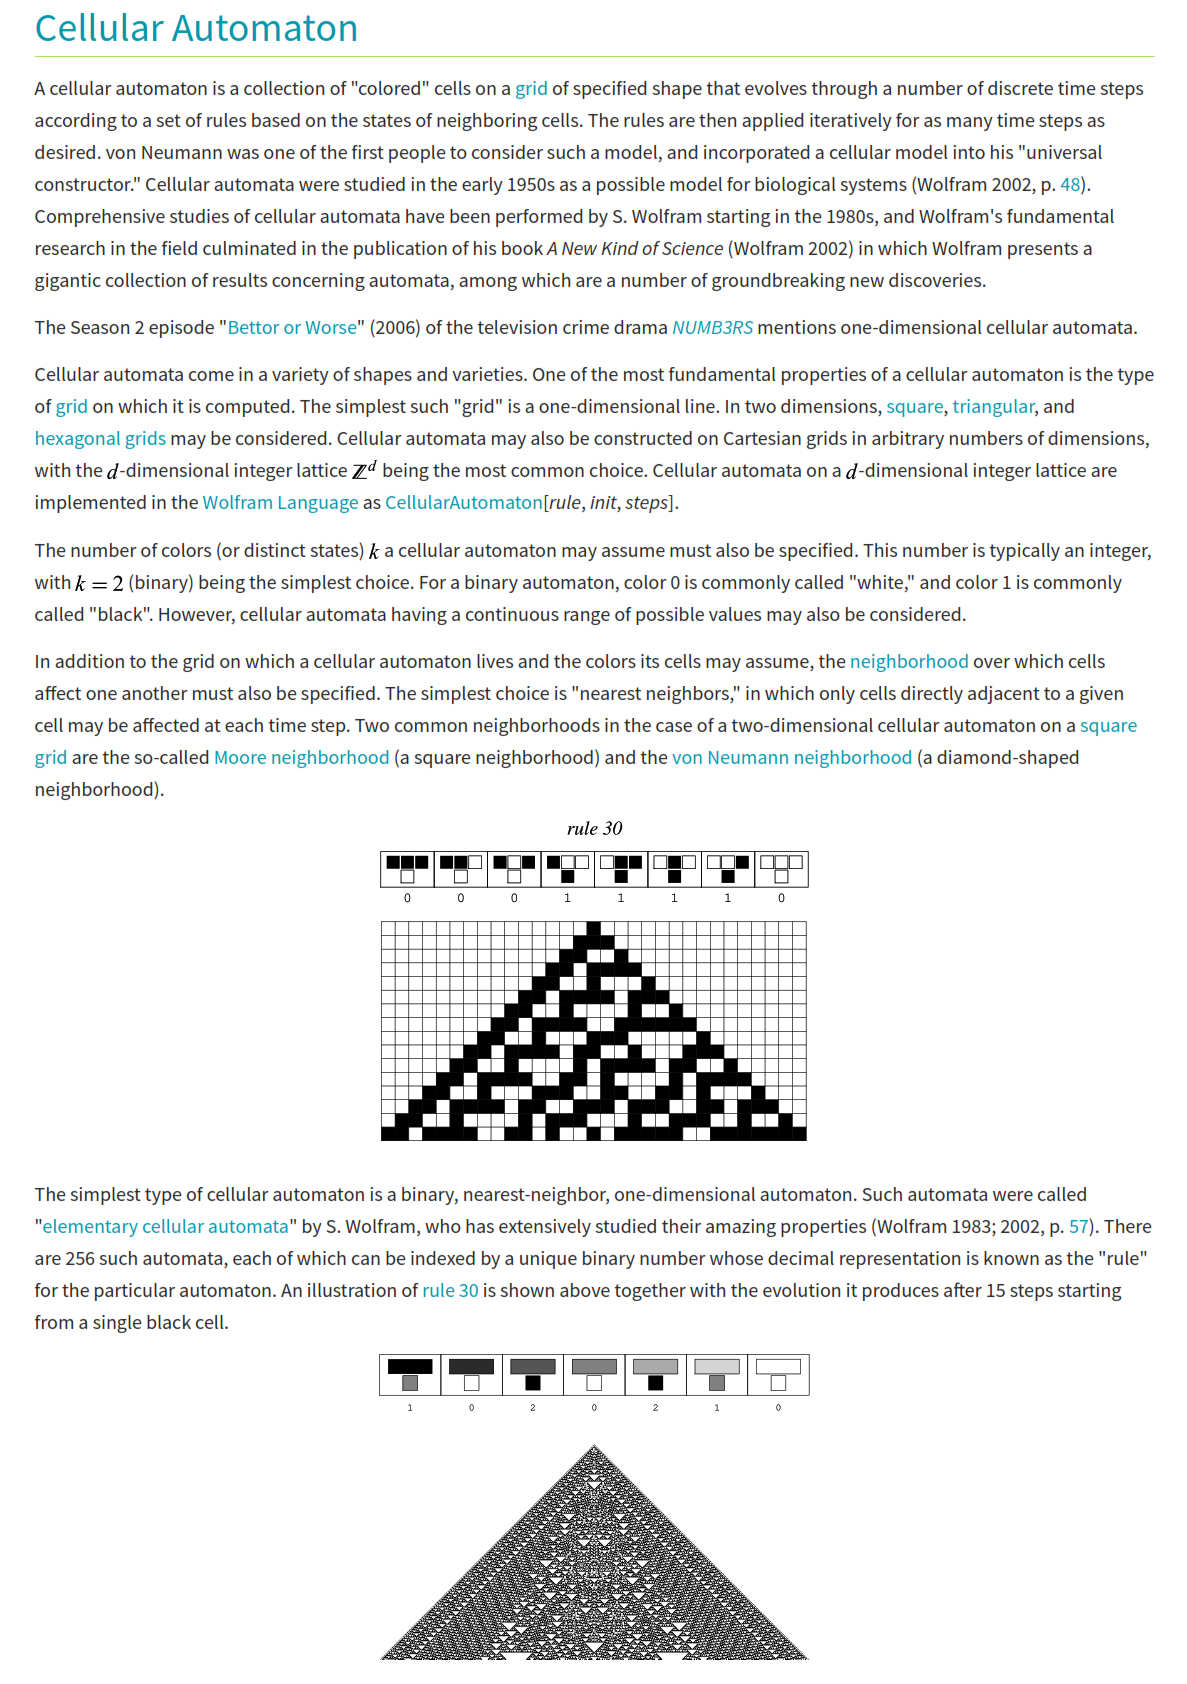 Cellular Automaton
A cellular automaton is a collection of "colored" cells on a grid of specified shape that evolves through a number of discrete time steps
according to a set of rules based on the states of neighboring cells. The rules are then applied iteratively for as many time steps as
desired. von Neumann was one of the first people to consider such a model, and incorporated a cellular model into his "universal
constructor." Cellular automata were studied in the early 1950s as a possible model for biological systems (Wolfram 2002, p. 48).
Comprehensive studies of cellular automata have been performed by S. Wolfram starting in the 1980s, and Wolfram's fundamental
research in the field culminated in the publication of his book A New Kind of Science (Wolfram 2002) in which Wolfram presents a
gigantic collection of results concerning automata, among which are a number of groundbreaking new discoveries.
The Season 2 episode "Bettor or Worse" (2006) of the television crime drama NUMB3RS mentions one-dimensional cellular automata.
Cellular automata come in a variety of shapes and varieties. One of the most fundamental properties of a cellular automaton is the type
of grid on which it is computed. The simplest such "grid" is a one-dimensional line. In two dimensions, square, triangular, and
hexagonal grids may be considered. Cellular automata may also be constructed on Cartesian grids in arbitrary numbers of dimensions,
with the d-dimensional integer lattice ℤ^d being the most common choice. Cellular automata on a d-dimensional integer lattice are
implemented in the Wolfram Language as CellularAutomaton[rule, init, steps].
The number of colors (or distinct states) k a cellular automaton may assume must also be specified. This number is typically an integer,
with k = 2 (binary) being the simplest choice. For a binary automaton, color 0 is commonly called "white," and color 1 is commonly
called "black". However, cellular automata having a continuous range of possible values may also be considered.
In addition to the grid on which a cellular automaton lives and the colors its cells may assume, the neighborhood over which cells
affect one another must also be specified. The simplest choice is "nearest neighbors," in which only cells directly adjacent to a given
cell may be affected at each time step. Two common neighborhoods in the case of a two-dimensional cellular automaton on a square
grid are the so-called Moore neighborhood (a square neighborhood) and the von Neumann neighborhood (a diamond-shaped
neighborhood).
rule 30
0 0 0 1 1 1 1 0
The simplest type of cellular automaton is a binary, nearest-neighbor, one-dimensional automaton. Such automata were called
"elementary cellular automata" by S. Wolfram, who has extensively studied their amazing properties (Wolfram 1983; 2002, p. 57). There
are 256 such automata, each of which can be indexed by a unique binary number whose decimal representation is known as the "rule"
for the particular automaton. An illustration of rule 30 is shown above together with the evolution it produces after 15 steps starting
from a single black cell.
1 0 2 0 2 1 0